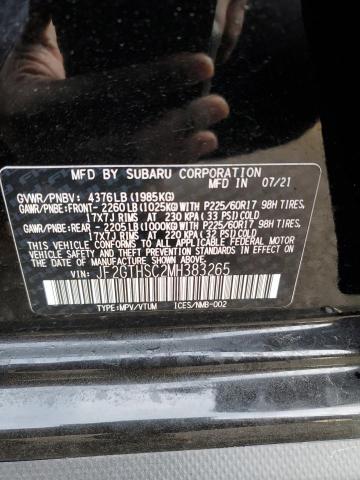 MFD BY SUBARU CORPORATION
MFD IN 07/21
GVWR/PNBV: 4376LB(1985KG)
GAWR/PNBE:FRONT-2260LB(1025KG)WITH P225/60R17 98H TIRES,
17X7J RIMS AT 230 KPA(33 PSI)COLD
GAWR/PNBE:REAR-2205LB(1000KG)WITH P225/60R17 98H TIRES,
17X7J RIMS AT 220 KPA(32 PSI)COLD
THIS VEHICLE CONFORMS TO ALL APPLICABLE FEDERAL MOTOR
VEHICLE SAFETY AND THEFT PREVENTION STANDARDS IN EFFECT
ON THE DATE OF MANUFACTURE SHOWN ABOVE.
VIN: JF2GTHSC2MH383265
TYPE:MPV/VTUM ICES/NMB-002